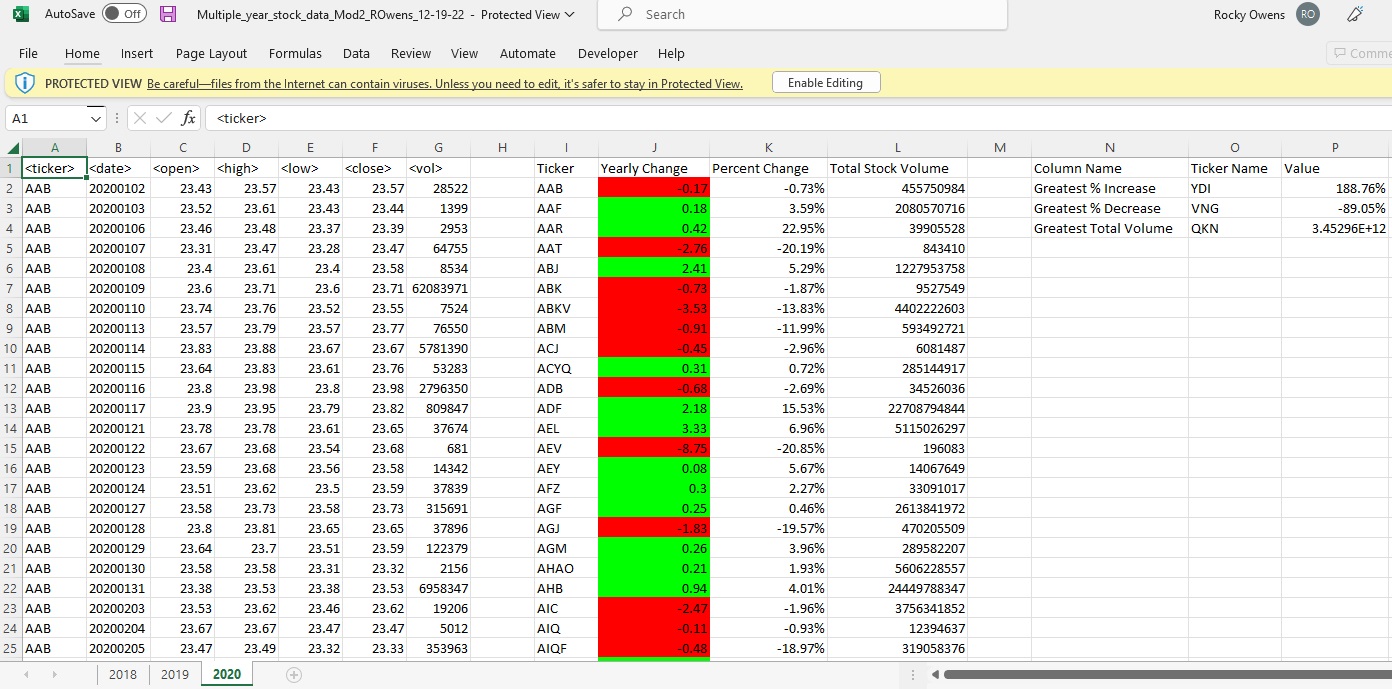 AutoSave Off Multiple_year_stock_data_Mod2_ROwens_12-19-22 - Protected View Search Rocky Owens RO
File Home Insert Page Layout Formulas Data Review View Automate Developer Help Comme
PROTECTED VIEW Be careful—files from the Internet can contain viruses. Unless you need to edit, it's safer to stay in Protected View. Enable Editing
A1 fx <ticker>
A B C D E F G H I J K L M N O P
1 <ticker> <date> <open> <high> <low> <close> <vol> Ticker Yearly Change Percent Change Total Stock Volume Column Name Ticker Name Value
2 AAB 20200102 23.43 23.57 23.43 23.57 28522 AAB -0.17 -0.73% 455750984 Greatest % Increase YDI 188.76%
3 AAB 20200103 23.52 23.61 23.43 23.44 1399 AAF 0.18 3.59% 2080570716 Greatest % Decrease VNG -89.05%
4 AAB 20200106 23.46 23.48 23.37 23.39 2953 AAR 0.42 22.95% 39905528 Greatest Total Volume QKN 3.45296E+12
5 AAB 20200107 23.31 23.47 23.28 23.47 64755 AAT -2.76 -20.19% 843410
6 AAB 20200108 23.4 23.61 23.4 23.58 8534 ABJ 2.41 5.29% 1227953758
7 AAB 20200109 23.6 23.71 23.6 23.71 62083971 ABK -0.73 -1.87% 9527549
8 AAB 20200110 23.74 23.76 23.52 23.55 7524 ABKV -3.53 -13.83% 4402222603
9 AAB 20200113 23.57 23.79 23.57 23.77 76550 ABM -0.91 -11.99% 593492721
10 AAB 20200114 23.83 23.88 23.67 23.67 5781390 ACJ -0.45 -2.96% 6081487
11 AAB 20200115 23.64 23.83 23.61 23.76 53283 ACYQ 0.31 0.72% 285144917
12 AAB 20200116 23.8 23.98 23.8 23.98 2796350 ADB -0.68 -2.69% 34526036
13 AAB 20200117 23.9 23.95 23.79 23.82 809847 ADF 2.18 15.53% 22708794844
14 AAB 20200121 23.78 23.78 23.61 23.65 37674 AEL 3.33 6.96% 5115026297
15 AAB 20200122 23.67 23.68 23.54 23.68 681 AEV -8.75 -20.85% 196083
16 AAB 20200123 23.59 23.68 23.56 23.58 14342 AEY 0.08 5.67% 14067649
17 AAB 20200124 23.51 23.62 23.5 23.59 37839 AFZ 0.3 2.27% 33091017
18 AAB 20200127 23.58 23.73 23.58 23.73 315691 AGF 0.25 0.46% 2613841972
19 AAB 20200128 23.8 23.81 23.65 23.65 37896 AGJ -1.83 -19.57% 470205509
20 AAB 20200129 23.64 23.7 23.51 23.59 122379 AGM 0.26 3.96% 289582207
21 AAB 20200130 23.58 23.58 23.31 23.32 2156 AHAO 0.21 1.93% 5606228557
22 AAB 20200131 23.38 23.53 23.38 23.53 6958347 AHB 0.94 4.01% 24449788347
23 AAB 20200203 23.53 23.62 23.46 23.62 19206 AIC -2.47 -1.96% 3756341852
24 AAB 20200204 23.67 23.67 23.47 23.47 5012 AIQ -0.11 -0.93% 12394637
25 AAB 20200205 23.47 23.49 23.32 23.33 353963 AIQF -0.48 -18.97% 319058376
2018 2019 2020